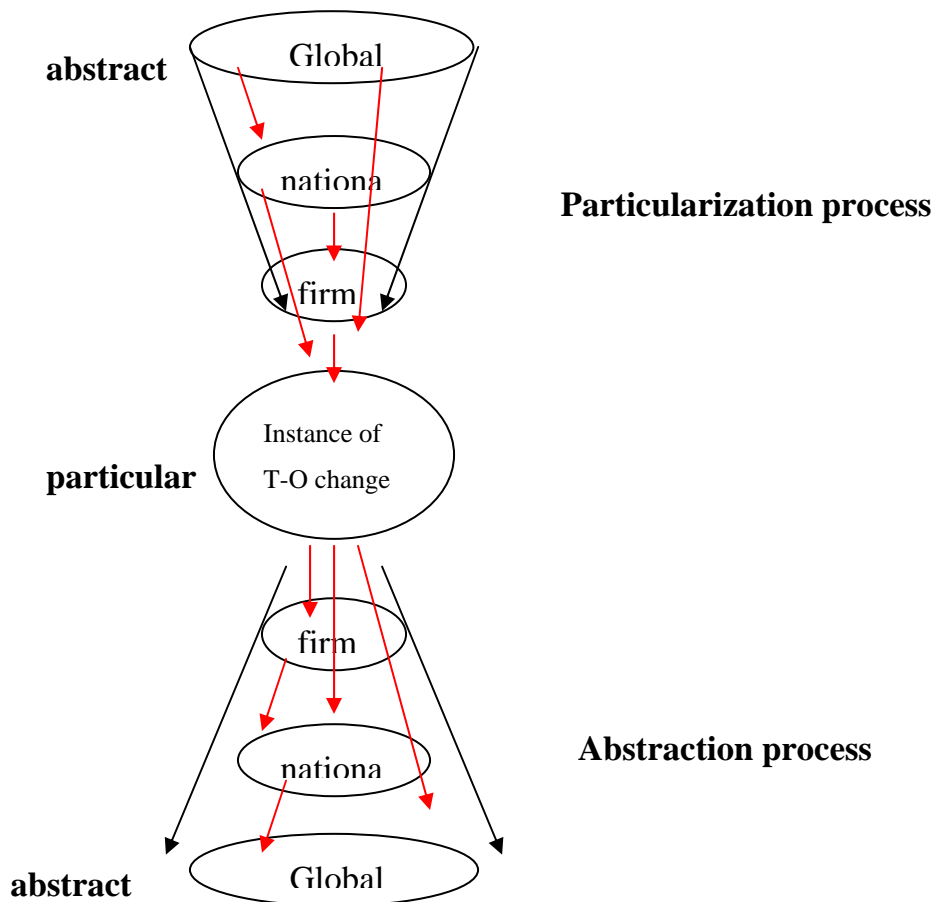 Global
abstract
nationa
Particularization process
firm
Instance of
T-O change
particular
firm
nationa
Abstraction process
Global
abstract